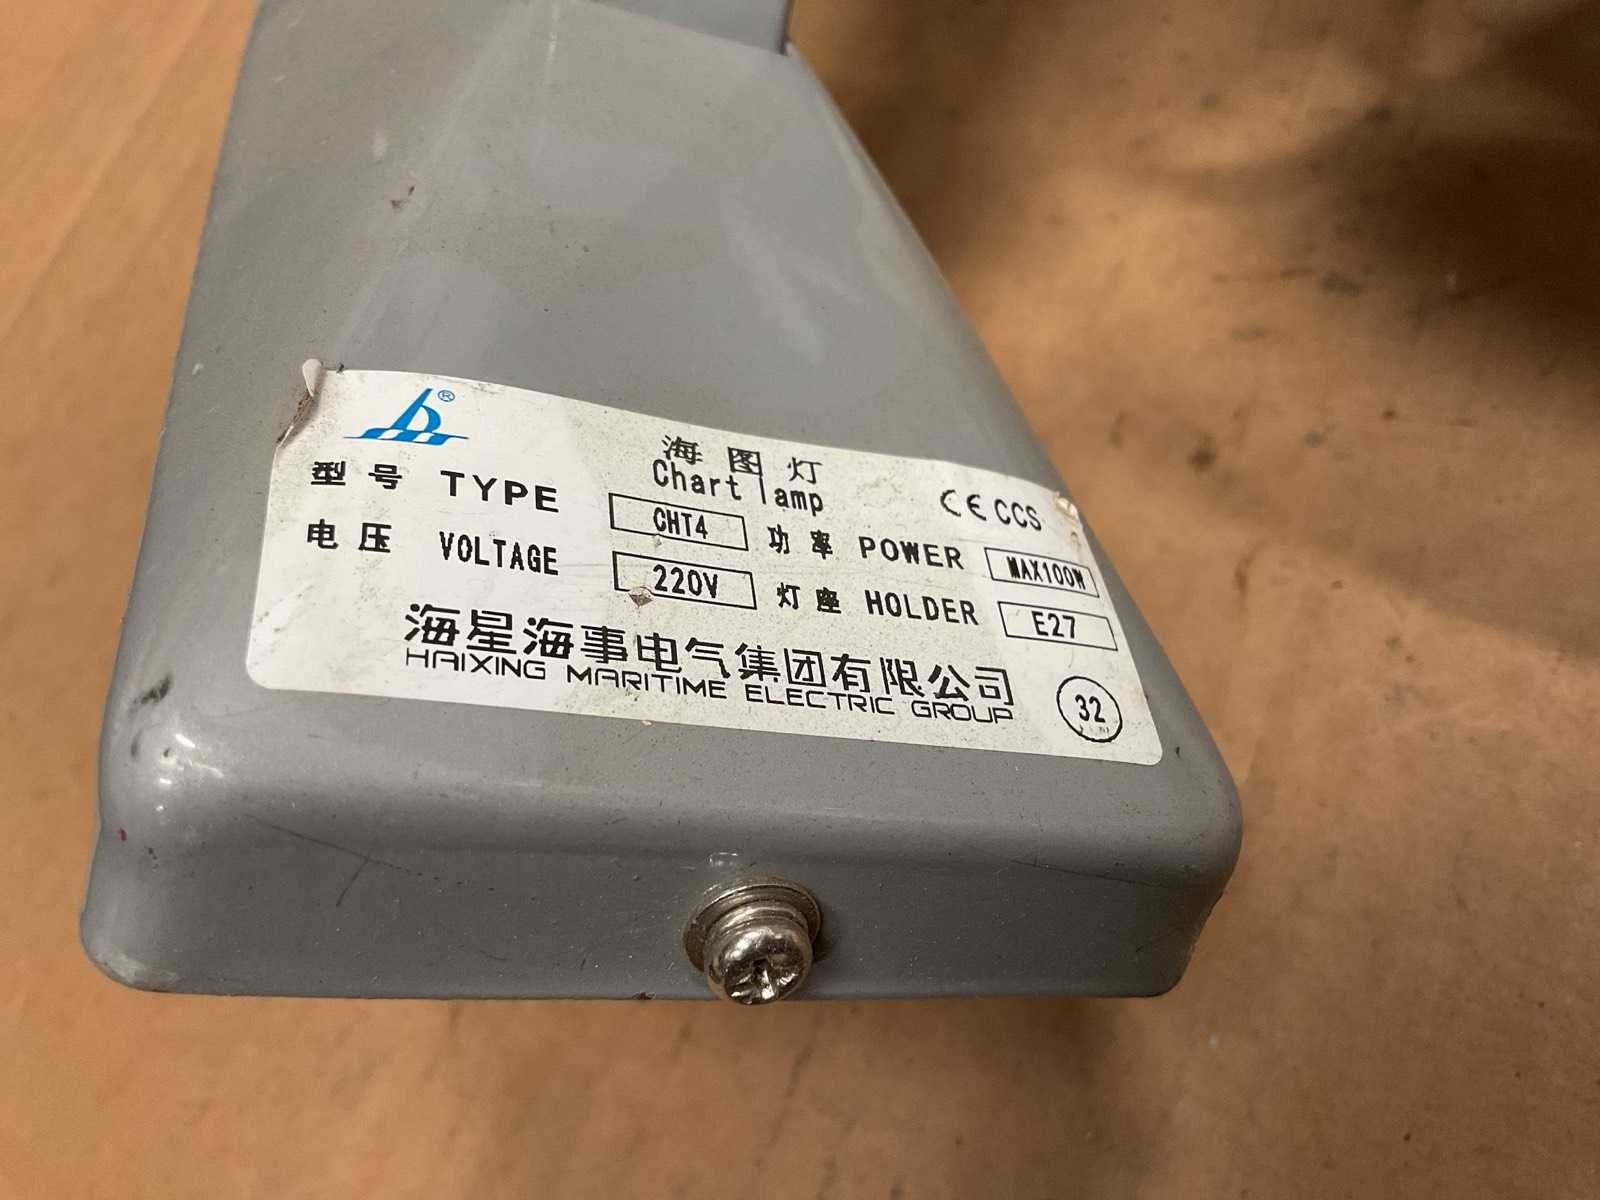 ®
海图灯
Chart lamp
CE CCS
型号 TYPE CHT4 功率 POWER MAX100W
电压 VOLTAGE 220V 灯座 HOLDER E27
海星海事电气集团有限公司
HAIXING MARITIME ELECTRIC GROUP
32